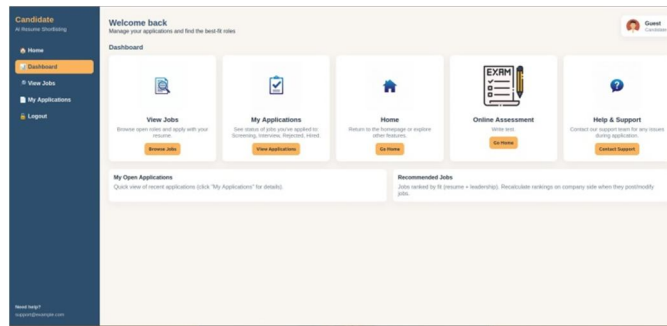 Candidate
AI Resume Shortlisting
Home
Dashboard
View Jobs
My Applications
Logout
Need help?
support@example.com
Welcome back
Manage your applications and find the best-fit roles
Guest
Candidate
Dashboard
View Jobs
Browse open roles and apply with your
resume.
Browse Jobs
My Applications
See status of jobs you've applied to:
Screening, Interview, Rejected, Hired.
View Applications
Home
Return to the homepage or explore
other features.
Go Home
EXAM
Online Assessment
Write test.
Go Home
Help & Support
Contact our support team for any issues
during application.
Contact Support
My Open Applications
Quick view of recent applications (click "My Applications" for details).
Recommended Jobs
Jobs ranked by fit (resume + leadership). Recalculate rankings on company side when they post/modify
jobs.